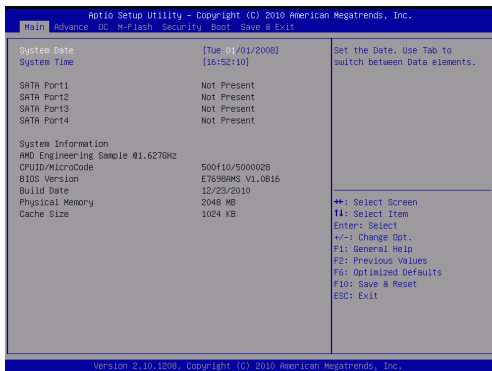 Aptio Setup Utility – Copyright (C) 2010 American Megatrends, Inc.
Main Advance OC M-Flash Security Boot Save & Exit
System Date [Tue 01/01/2008]
System Time [16:52:10]
SATA Port1 Not Present
SATA Port2 Not Present
SATA Port3 Not Present
SATA Port4 Not Present
System Information
AMD Engineering Sample @1.627GHz
CPUID/MicroCode 500f10/5000028
BIOS Version E7698AMS V1.0B16
Build Date 12/23/2010
Physical Memory 2048 MB
Cache Size 1024 KB
Set the Date. Use Tab to
switch between Data elements.
→←: Select Screen
↑↓: Select Item
Enter: Select
+/-: Change Opt.
F1: General Help
F2: Previous Values
F6: Optimized Defaults
F10: Save & Reset
ESC: Exit
Version 2.10.1208. Copyright (C) 2010 American Megatrends, Inc.